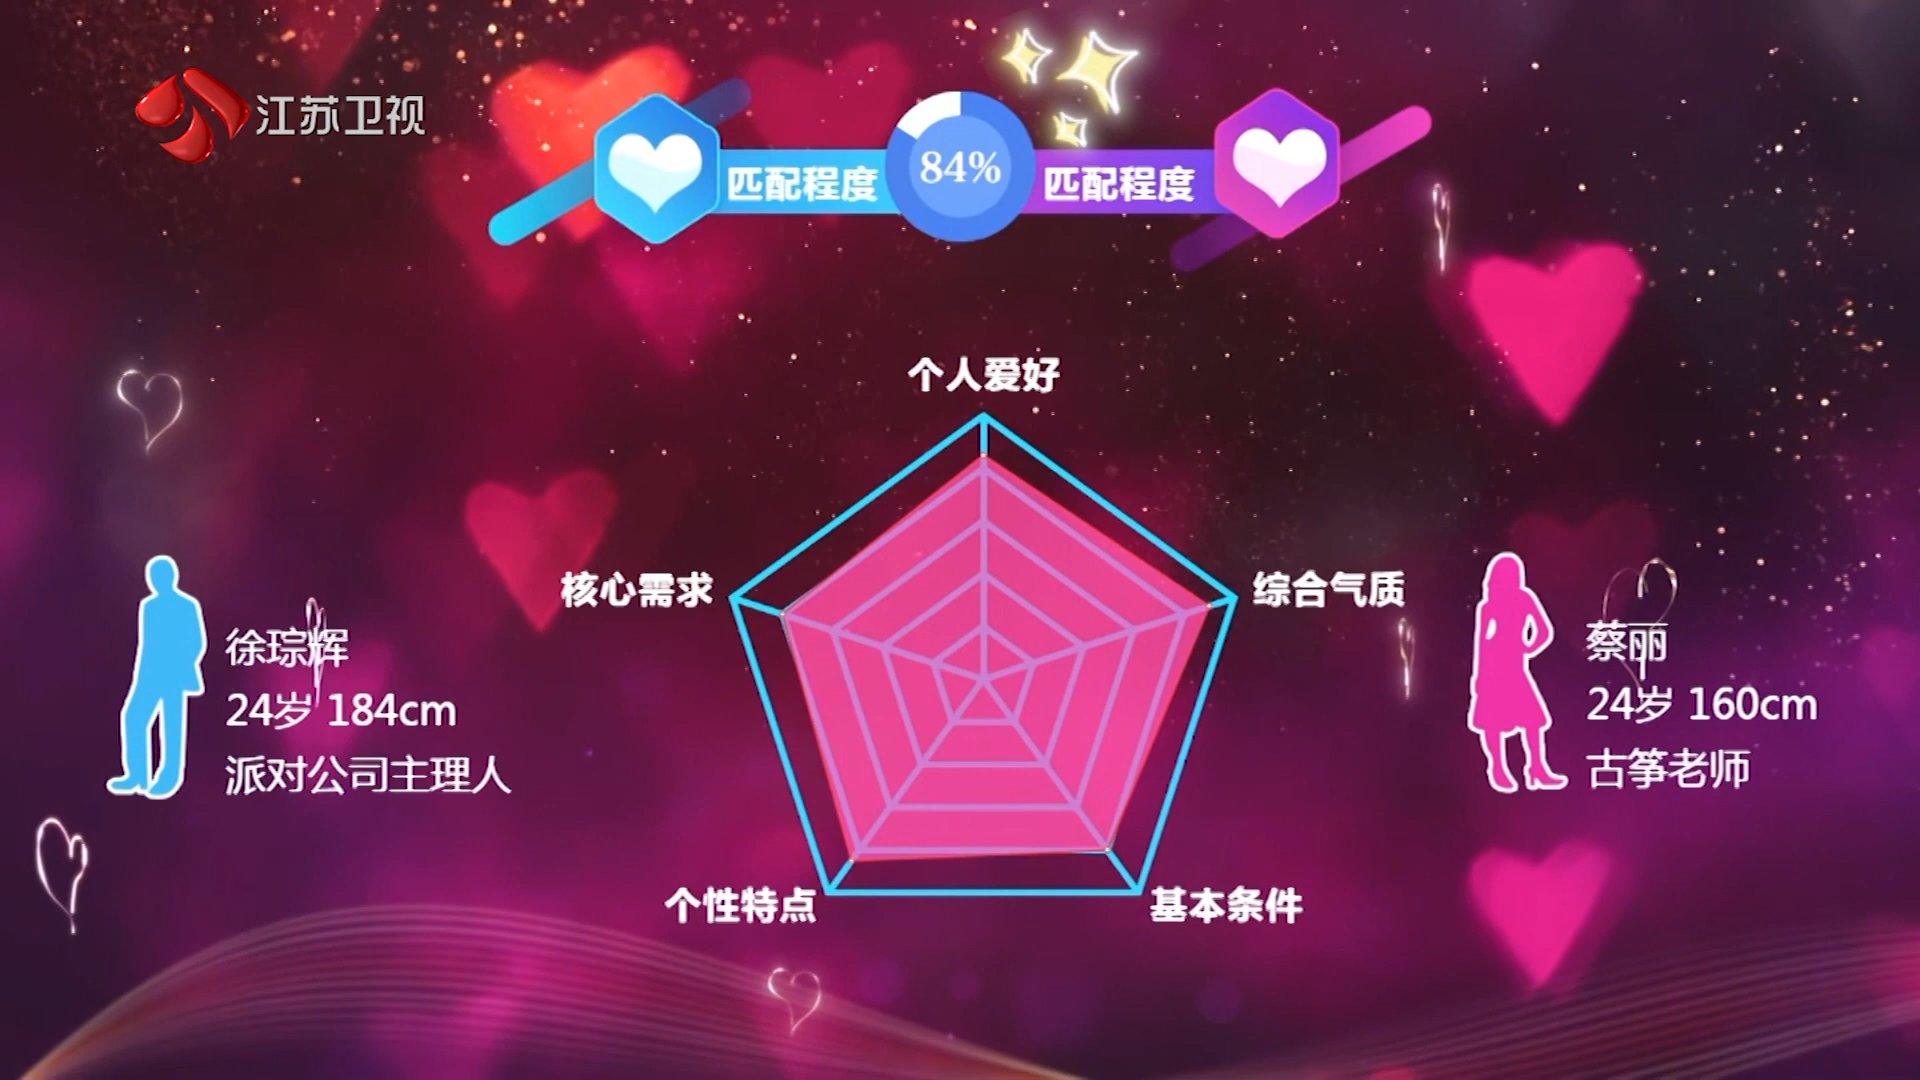 江苏卫视
匹配程度
84%
匹配程度
个人爱好
核心需求
综合气质
个性特点
基本条件
徐琮辉
24岁 184cm
派对公司主理人
蔡丽
24岁 160cm
古筝老师